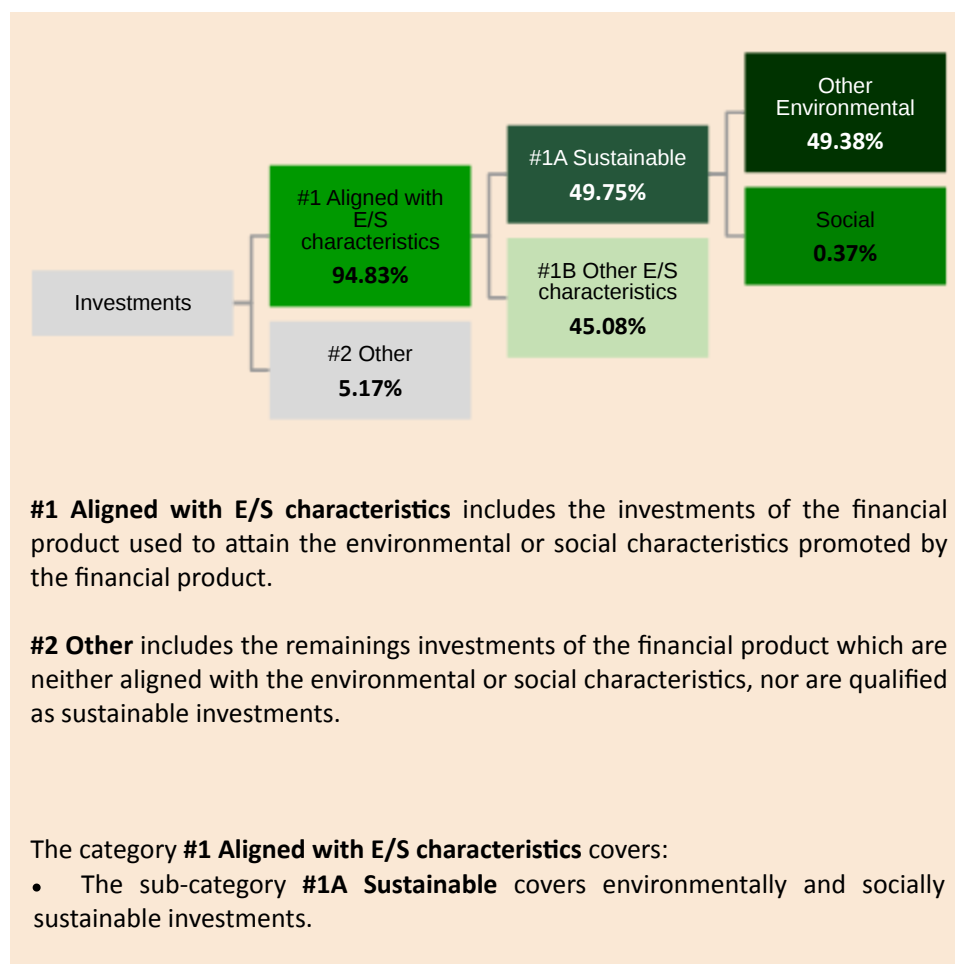 Other
Environmental
49.38%
#1A Sustainable
49.75%
#1 Aligned with
E/S
characteristics
94.83%
Social
0.37%
#1B Other E/S
characteristics
45.08%
Investments
#2 Other
5.17%
#1 Aligned with E/S characteristics includes the investments of the financial
product used to attain the environmental or social characteristics promoted by
the financial product.
#2 Other includes the remainings investments of the financial product which are
neither aligned with the environmental or social characteristics, nor are qualified
as sustainable investments.
The category #1 Aligned with E/S characteristics covers:
• The sub-category #1A Sustainable covers environmentally and socially
sustainable investments.